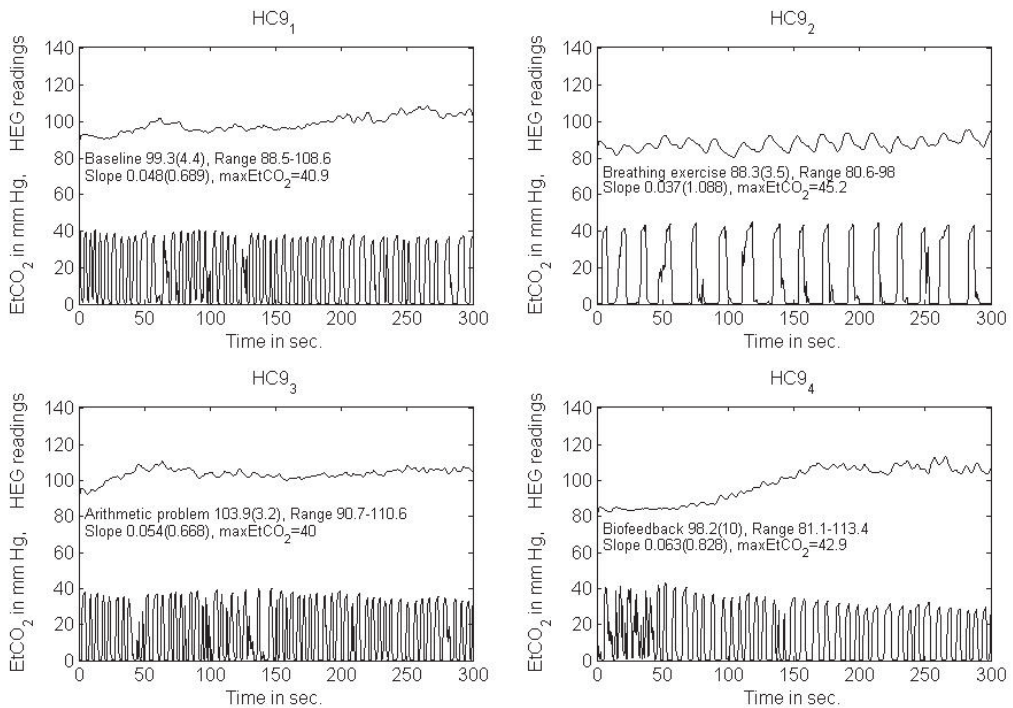 HC9₁
EtCO₂ in mm Hg, HEG readings
140
120
100
80
60
40
20
0
Baseline 99.3(4.4), Range 88.5-108.6
Slope 0.048(0.689), maxEtCO₂=40.9
0 50 100 150 200 250 300
Time in sec.
HC9₂
EtCO₂ in mm Hg, HEG readings
140
120
100
80
60
40
20
0
Breathing exercise 88.3(3.5), Range 80.6-98
Slope 0.037(1.088), maxEtCO₂=45.2
0 50 100 150 200 250 300
Time in sec.
HC9₃
EtCO₂ in mm Hg, HEG readings
140
120
100
80
60
40
20
0
Arithmetic problem 103.9(3.2), Range 90.7-110.6
Slope 0.054(0.668), maxEtCO₂=40
0 50 100 150 200 250 300
Time in sec.
HC9₄
EtCO₂ in mm Hg, HEG readings
140
120
100
80
60
40
20
0
Biofeedback 98.2(10), Range 81.1-113.4
Slope 0.063(0.828), maxEtCO₂=42.9
0 50 100 150 200 250 300
Time in sec.